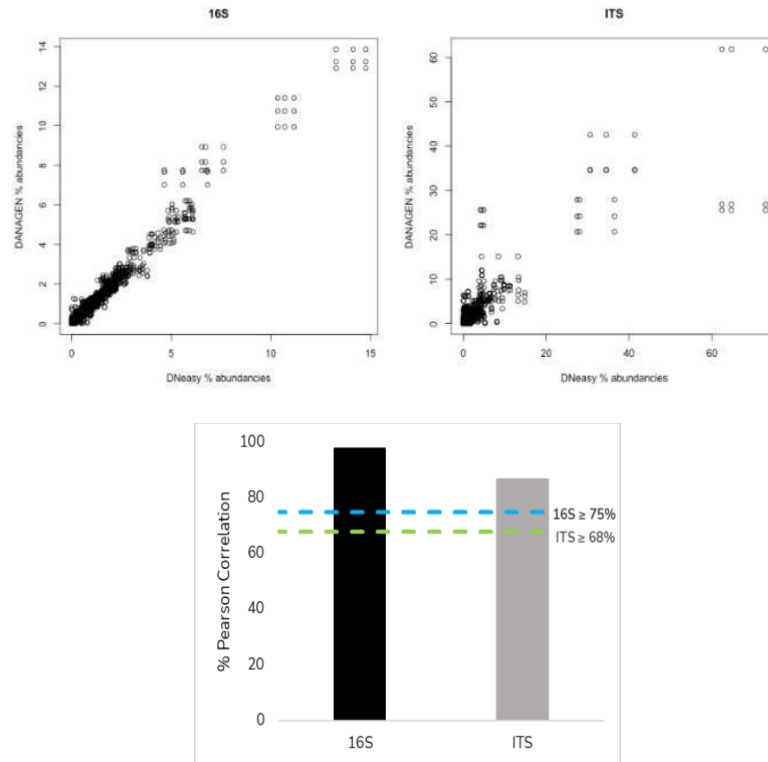 16S
ITS
DANAGEN % abundancies
14
12
10
8
6
4
2
0
0
5
10
15
DNeasy % abundancies
DANAGEN % abundancies
60
50
40
30
20
10
0
0
20
40
60
DNeasy % abundancies
% Pearson Correlation
100
80
60
40
20
0
16S ≥ 75%
ITS ≥ 68%
16S
ITS